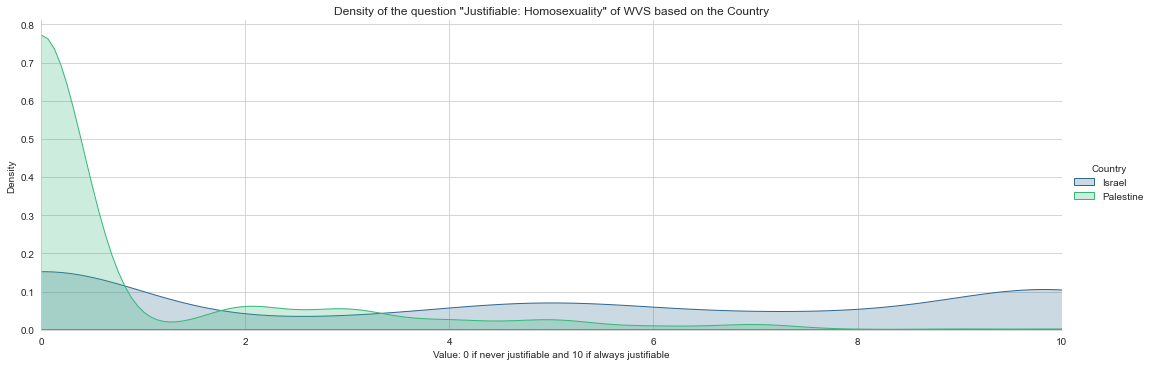 Density of the question "Justifiable: Homosexuality" of WVS based on the Country
0.8
0.7
0.6
0.5
0.4
0.3
0.2
0.1
0.0
Density
0 2 4 6 8 10
Value: 0 if never justifiable and 10 if always justifiable
Country
Israel
Palestine